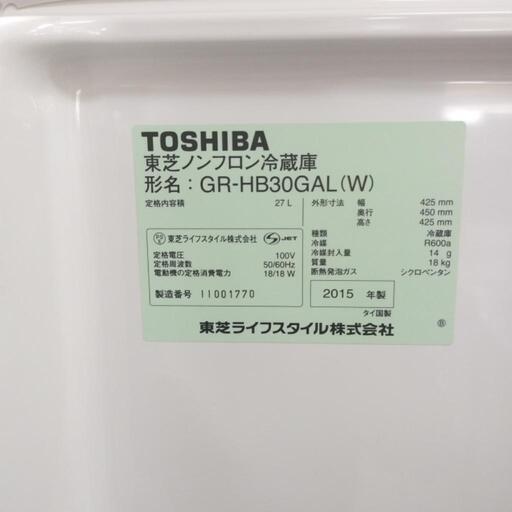 TOSHIBA
東芝ノンフロン冷蔵庫
形名：GR-HB30GAL(W)
定格内容積 27 L
外形寸法 幅 425 mm
奥行 450 mm
高さ 425 mm
東芝ライフスタイル株式会社 S-JET
定格電圧 100V
定格周波数 50/60Hz
電動機の定格消費電力 18/18 W
種類 冷蔵庫
冷媒 R600a
冷媒封入量 14 g
質量 18 kg
断熱発泡ガス シクロペンタン
製造番号 11001770
2015 年製
タイ国製
東芝ライフスタイル株式会社
Ⓑ